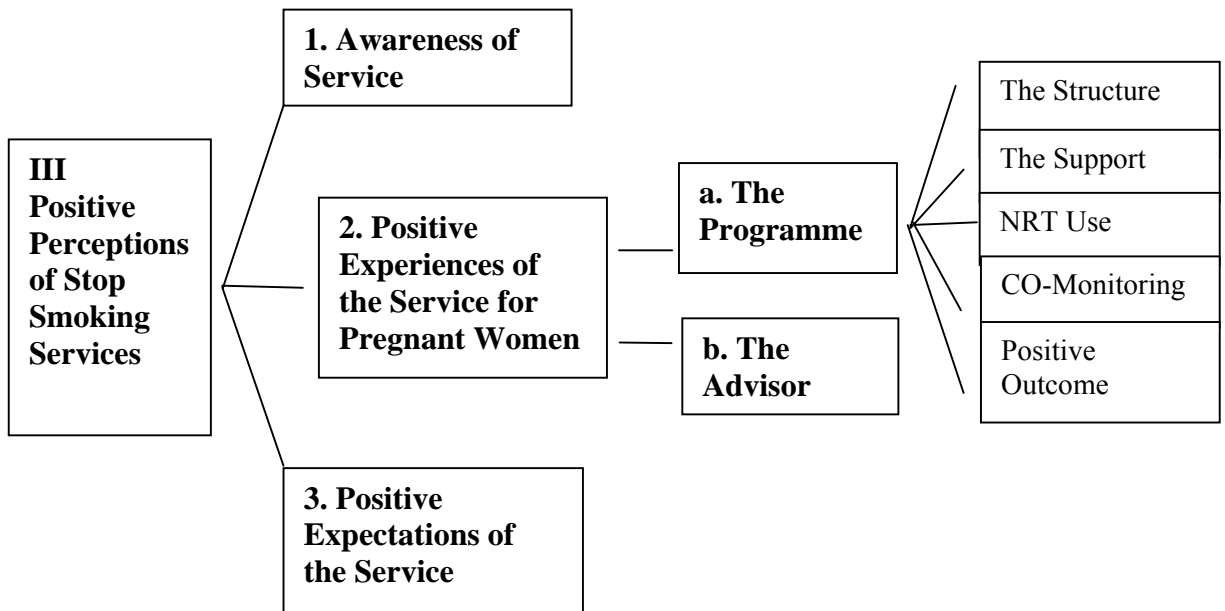 III
Positive
Perceptions
of Stop
Smoking
Services
1. Awareness of
Service
2. Positive
Experiences of
the Service for
Pregnant Women
3. Positive
Expectations of
the Service
a. The
Programme
b. The
Advisor
The Structure
The Support
NRT Use
CO-Monitoring
Positive
Outcome